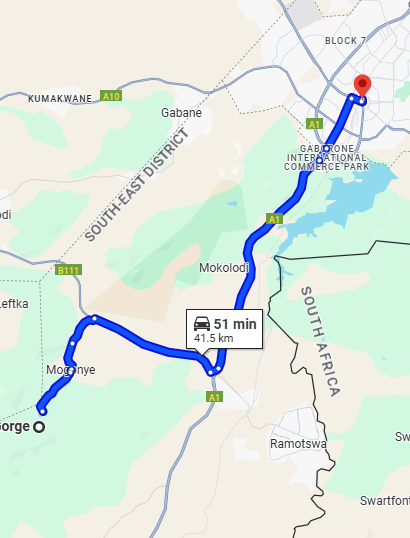 BLOCK 7
A10
KUMAKWANE
Gabane
A1
GABORONE
INTERNATIONAL
COMMERCE PARK
SOUTH-EAST DISTRICT
A1
odi
Mokolodi
B111
Leftka
SOUTH AFRICA
51 min
41.5 km
Mogonye
A1
Gorge
Ramotswa
Sw
Swartfont